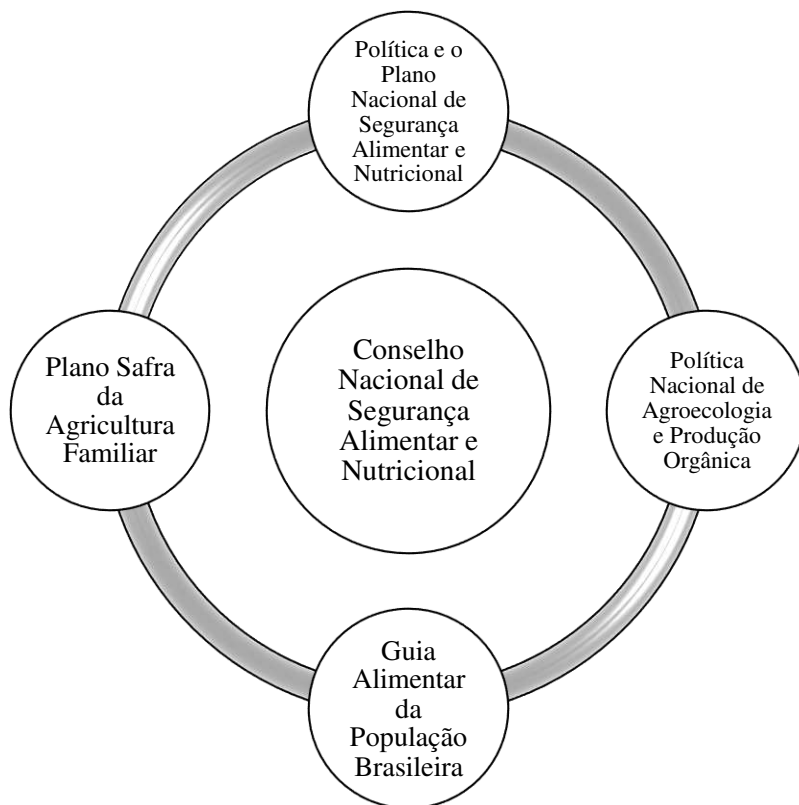 Política e o
Plano
Nacional de
Segurança
Alimentar e
Nutricional
Plano Safra
da
Agricultura
Familiar
Conselho
Nacional de
Segurança
Alimentar e
Nutricional
Política
Nacional de
Agroecologia
e Produção
Orgânica
Guia
Alimentar
da
População
Brasileira